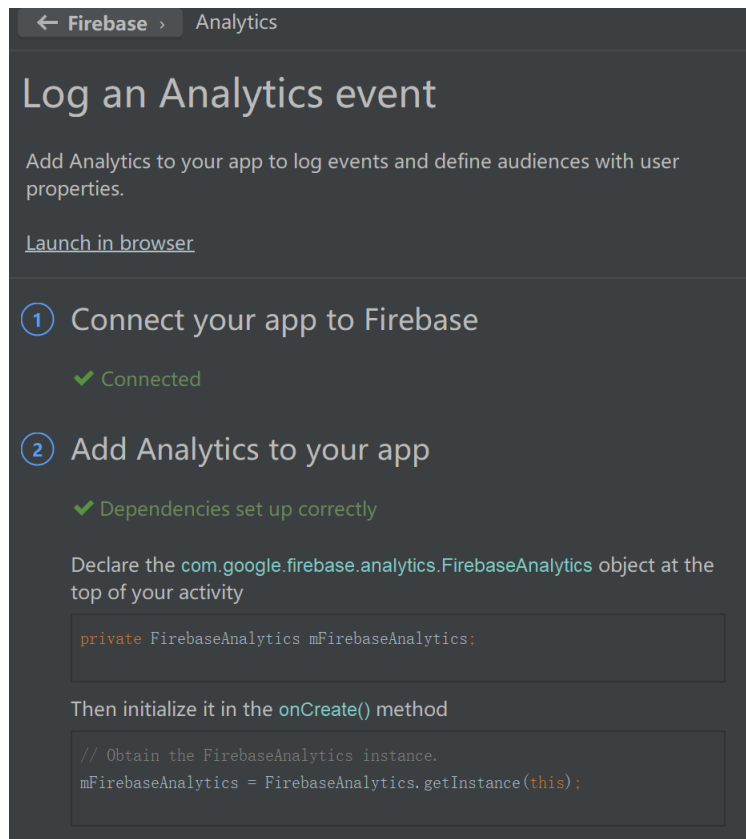 ← Firebase › Analytics
Log an Analytics event
Add Analytics to your app to log events and define audiences with user
properties.
Launch in browser
1 Connect your app to Firebase
✔ Connected
2 Add Analytics to your app
✔ Dependencies set up correctly
Declare the com.google.firebase.analytics.FirebaseAnalytics object at the
top of your activity
private FirebaseAnalytics mFirebaseAnalytics;
Then initialize it in the onCreate() method
// Obtain the FirebaseAnalytics instance.
mFirebaseAnalytics = FirebaseAnalytics.getInstance(this);